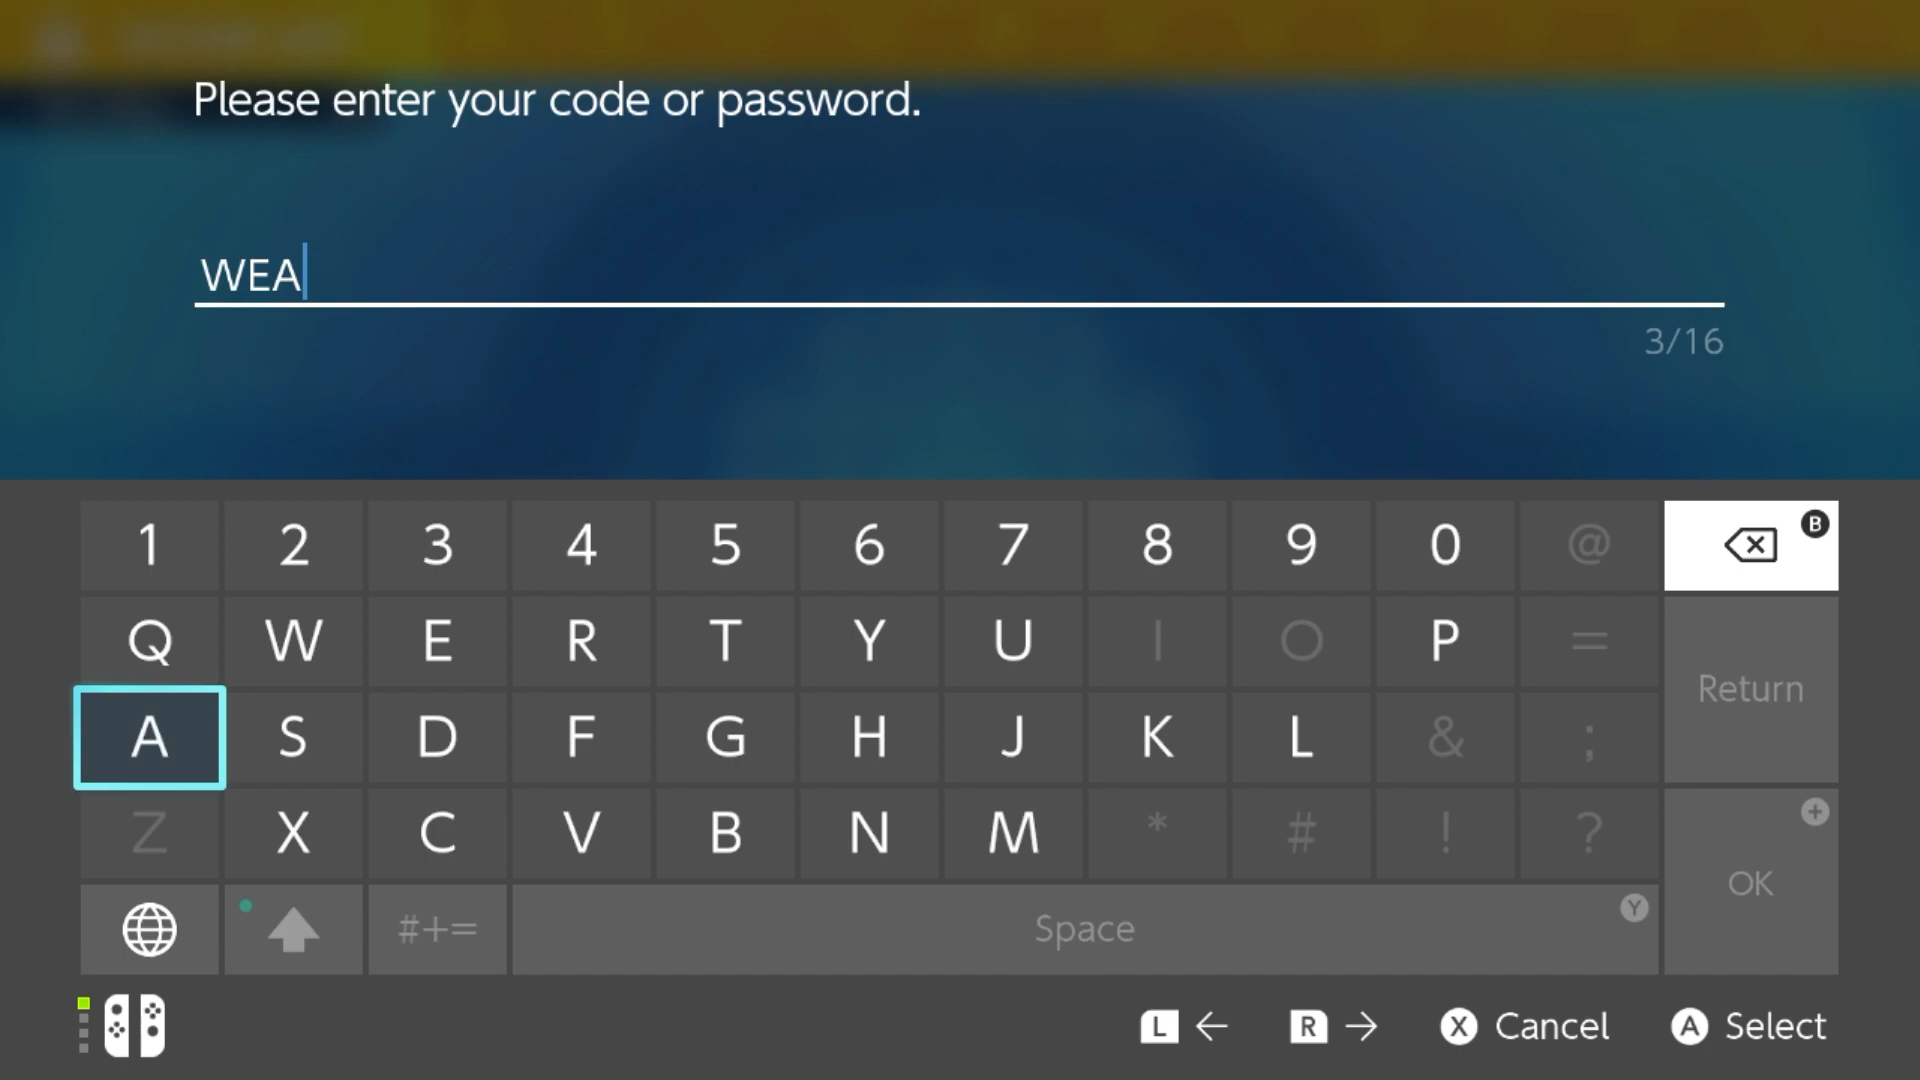 Please enter your code or password.
WEA
3/16
1 2 3 4 5 6 7 8 9 0 @ B
Q W E R T Y U I O P =
Return
A S D F G H J K L & ;
Z X C V B N M * # ! ? +
OK
#+= Space Y
L ← R → X Cancel A Select